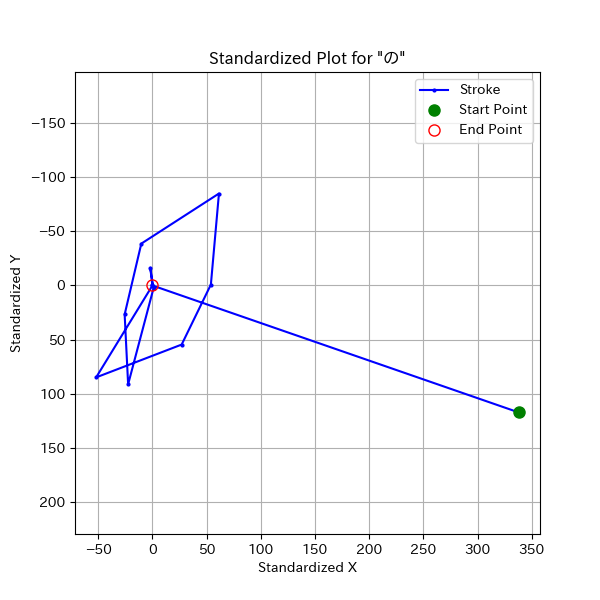 Standardized Plot for "の"
Stroke
Start Point
End Point
−150
−100
−50
0
50
100
150
200
Standardized Y
−50 0 50 100 150 200 250 300 350
Standardized X